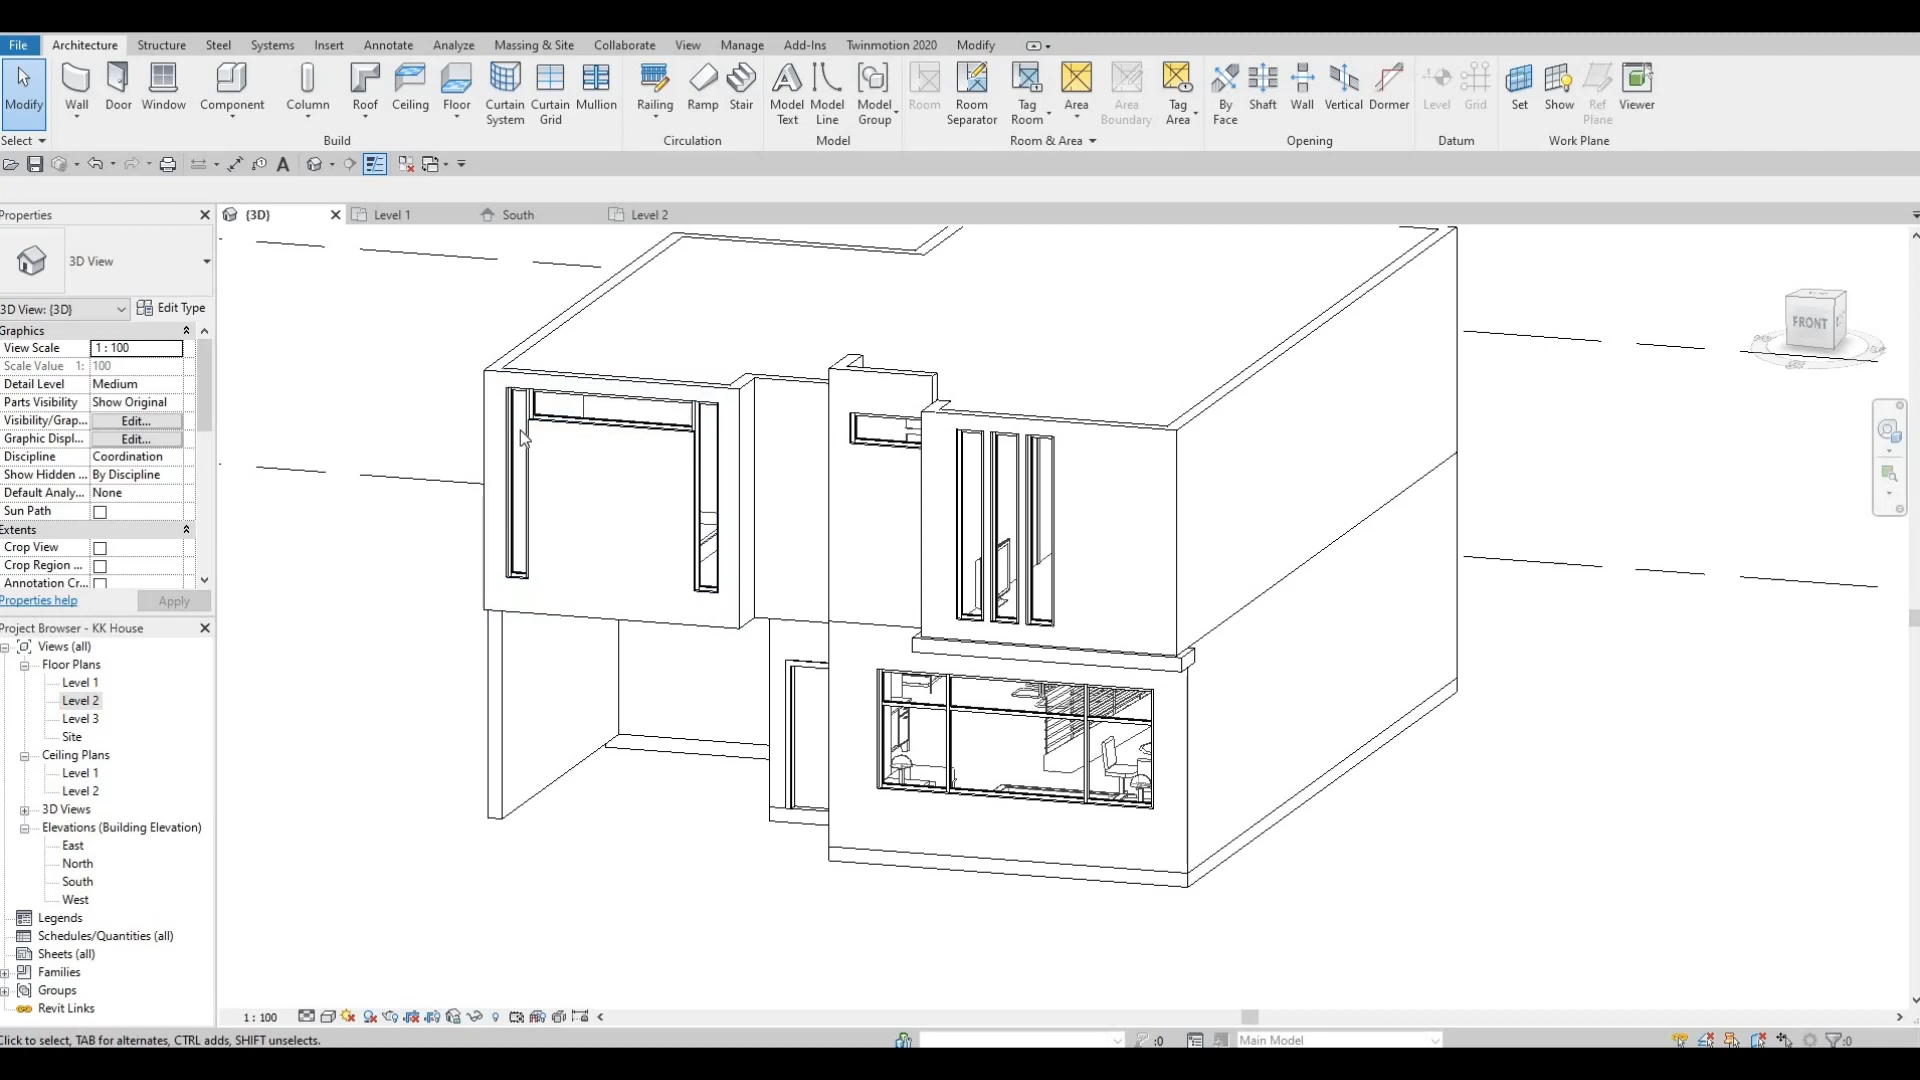 File Architecture Structure Steel Systems Insert Annotate Analyze Massing & Site Collaborate View Manage Add-Ins Twinmotion 2020 Modify
Modify Wall Door Window Component Column Roof Ceiling Floor Curtain System Curtain Grid Mullion Railing Ramp Stair Model Text Model Line Model Group Room Room Separator Tag Room Area Area Boundary Tag Area By Face Shaft Wall Vertical Dormer Level Grid Set Show Ref Plane Viewer
Select Build Circulation Model Room & Area Opening Datum Work Plane
Properties {3D} Level 1 South Level 2
3D View
3D View: {3D} Edit Type
Graphics
View Scale 1 : 100
Scale Value 1: 100
Detail Level Medium
Parts Visibility Show Original
Visibility/Grap... Edit...
Graphic Displ... Edit...
Discipline Coordination
Show Hidden ... By Discipline
Default Analy... None
Sun Path
Extents
Crop View
Crop Region ...
Annotation Cr...
Properties help Apply
Project Browser - KK House
Views (all)
Floor Plans
Level 1
Level 2
Level 3
Site
Ceiling Plans
Level 1
Level 2
3D Views
Elevations (Building Elevation)
East
North
South
West
Legends
Schedules/Quantities (all)
Sheets (all)
Families
Groups
Revit Links
FRONT
1 : 100
Click to select, TAB for alternates, CTRL adds, SHIFT unselects. :0 Main Model :0